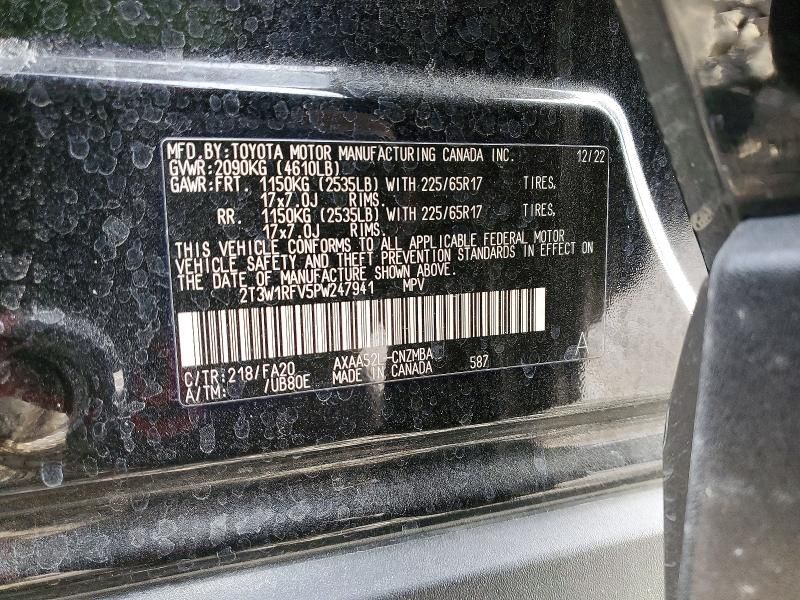 MFD.BY:TOYOTA MOTOR MANUFACTURING CANADA INC. 12/22
GVWR:2090KG (4610LB)
GAWR:FRT. 1150KG (2535LB) WITH 225/65R17 TIRES,
17x7.0J RIMS.
RR. 1150KG (2535LB) WITH 225/65R17 TIRES,
17x7.0J RIMS.
THIS VEHICLE CONFORMS TO ALL APPLICABLE FEDERAL MOTOR
VEHICLE SAFETY AND THEFT PREVENTION STANDARDS IN EFFECT ON
THE DATE OF MANUFACTURE SHOWN ABOVE.
2T3W1RFV5PW247941 MPV
C/TR:218/FA20 AXAA52L-CNZMBA 587 A
A/TM: /UB80E MADE IN CANADA